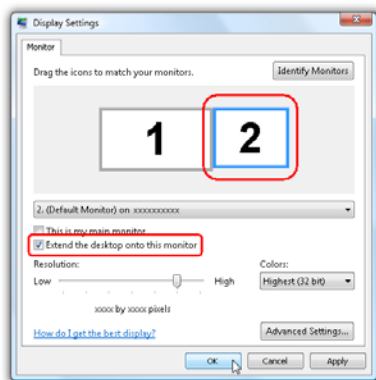 Display Settings
Monitor
Drag the icons to match your monitors.
Identify Monitors
1
2
2. (Default Monitor) on xxxxxxxxxx
This is my main monitor
Extend the desktop onto this monitor
Resolution:
Colors:
Low
High
Highest (32 bit)
xxxx by xxxx pixels
How do I get the best display?
Advanced Settings...
OK
Cancel
Apply